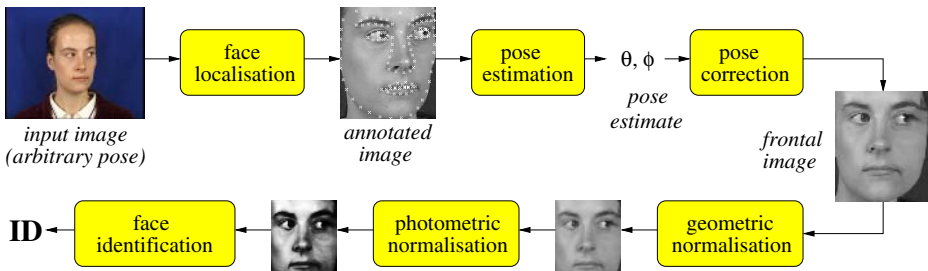 face
localisation
pose
estimation
θ, ϕ
pose
correction
input image
(arbitrary pose)
annotated
image
pose
estimate
frontal
image
ID
face
identification
photometric
normalisation
geometric
normalisation